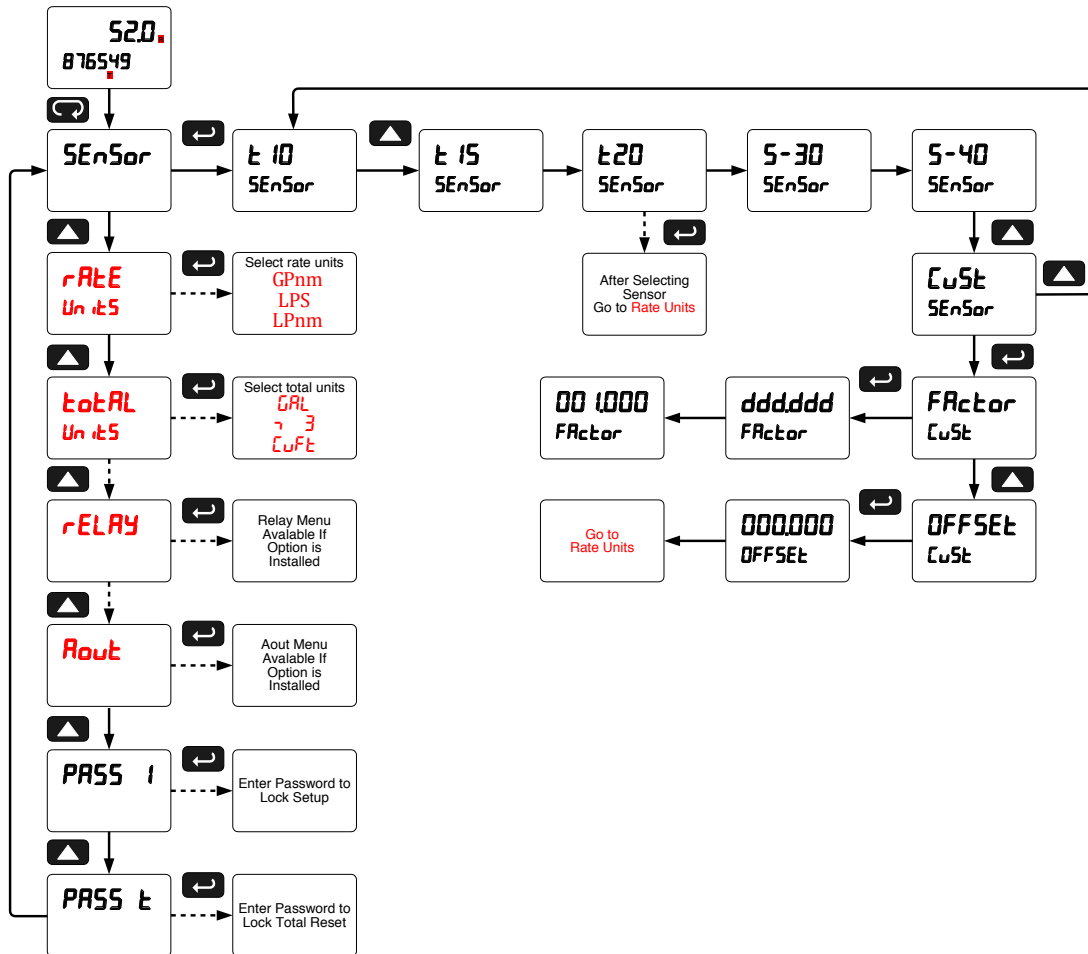 52.0.
876549
SEnSor
t 10
SEnSor
t 15
SEnSor
t20
SEnSor
S-30
SEnSor
S-40
SEnSor
rAtE
UnitS
Select rate units
GPnm
LPS
LPnm
After Selecting
Sensor
Go to Rate Units
CuSt
SEnSor
totAL
UnitS
Select total units
GAL
CuFt
001.000
FActor
ddd.ddd
FActor
FActor
CuSt
rELAY
Relay Menu
Avalable If
Option is
Installed
Go to
Rate Units
000.000
OFFSEt
OFFSEt
CuSt
Aout
Aout Menu
Avalable If
Option is
Installed
PASS 1
Enter Password to
Lock Setup
PASS t
Enter Password to
Lock Total Reset